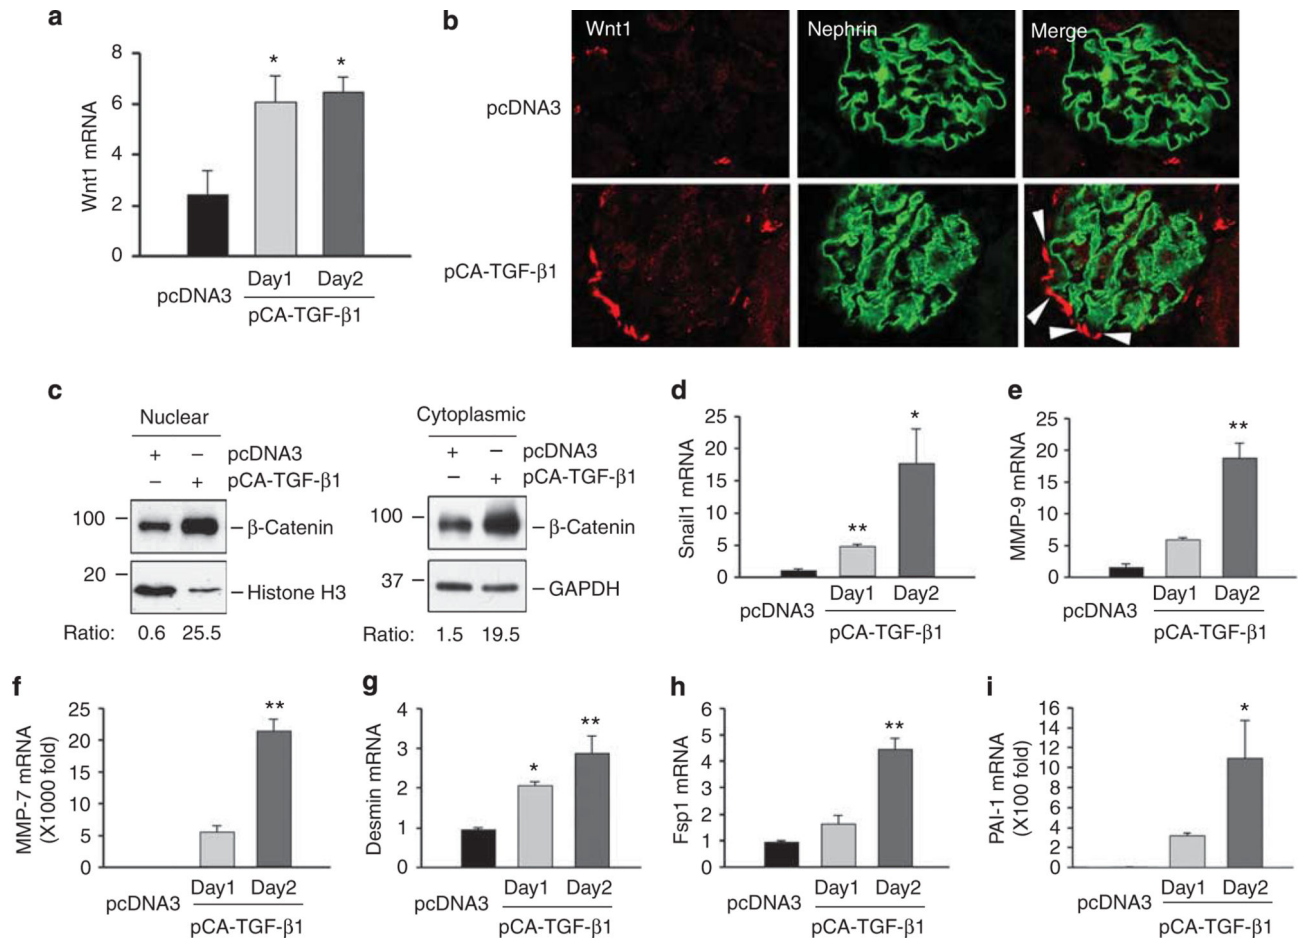 a
Wnt1 mRNA
8
6
4
2
0
*
*
pcDNA3
Day1
Day2
pCA-TGF-β1
b
Wnt1
Nephrin
Merge
pcDNA3
pCA-TGF-β1
c
Nuclear
+ – pcDNA3
– + pCA-TGF-β1
100
β-Catenin
20
Histone H3
Ratio: 0.6 25.5
Cytoplasmic
+ – pcDNA3
– + pCA-TGF-β1
100
β-Catenin
37
GAPDH
Ratio: 1.5 19.5
d
Snail1 mRNA
25
20
15
10
5
0
**
*
pcDNA3
Day1
Day2
pCA-TGF-β1
e
MMP-9 mRNA
25
20
15
10
5
0
**
pcDNA3
Day1
Day2
pCA-TGF-β1
f
MMP-7 mRNA
(X1000 fold)
25
20
15
10
5
0
**
pcDNA3
Day1
Day2
pCA-TGF-β1
g
Desmin mRNA
4
3
2
1
0
*
**
pcDNA3
Day1
Day2
pCA-TGF-β1
h
Fsp1 mRNA
6
5
4
3
2
1
0
**
pcDNA3
Day1
Day2
pCA-TGF-β1
i
PAI-1 mRNA
(X100 fold)
16
14
12
10
8
6
4
2
0
*
pcDNA3
Day1
Day2
pCA-TGF-β1